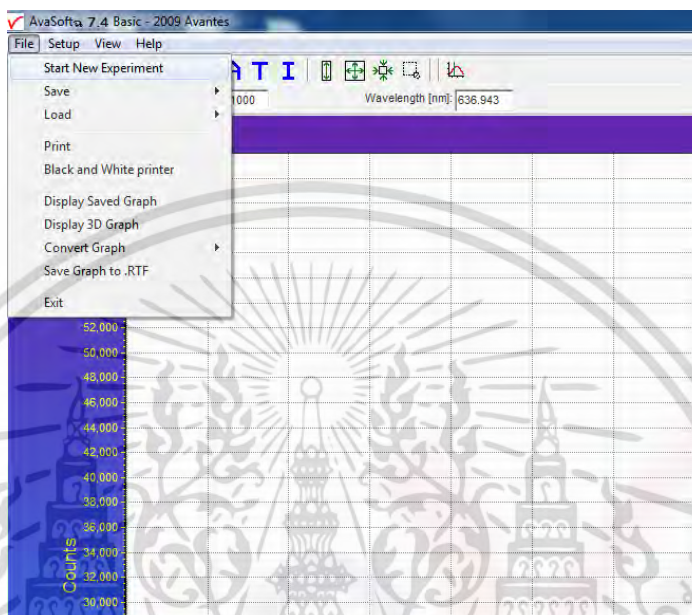 AvaSoft 7.4 Basic - 2009 Avantes
File Setup View Help
Start New Experiment
A T I
Save
1000 Wavelength [nm]: 636.943
Load
Print
Black and White printer
Display Saved Graph
Display 3D Graph
Convert Graph
Save Graph to .RTF
Exit
52,000
50,000
48,000
46,000
44,000
42,000
40,000
38,000
36,000
34,000
32,000
30,000
Counts